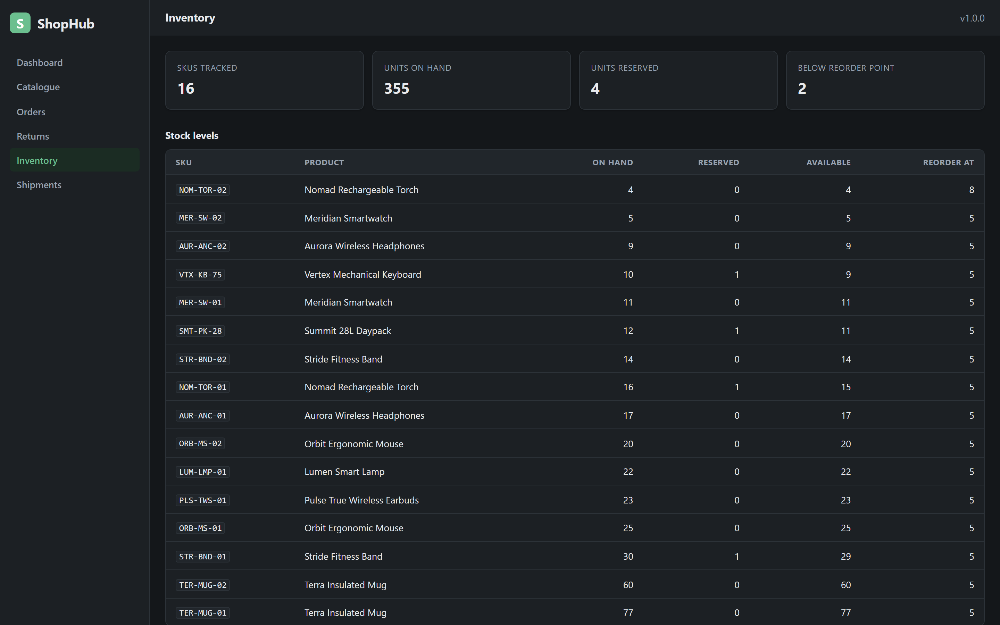 S ShopHub
Dashboard
Catalogue
Orders
Returns
Inventory
Shipments
Inventory v1.0.0
SKUS TRACKED
16
UNITS ON HAND
355
UNITS RESERVED
4
BELOW REORDER POINT
2
Stock levels
SKU PRODUCT ON HAND RESERVED AVAILABLE REORDER AT
NOM-TOR-02 Nomad Rechargeable Torch 4 0 4 8
MER-SW-02 Meridian Smartwatch 5 0 5 5
AUR-ANC-02 Aurora Wireless Headphones 9 0 9 5
VTX-KB-75 Vertex Mechanical Keyboard 10 1 9 5
MER-SW-01 Meridian Smartwatch 11 0 11 5
SMT-PK-28 Summit 28L Daypack 12 1 11 5
STR-BND-02 Stride Fitness Band 14 0 14 5
NOM-TOR-01 Nomad Rechargeable Torch 16 1 15 5
AUR-ANC-01 Aurora Wireless Headphones 17 0 17 5
ORB-MS-02 Orbit Ergonomic Mouse 20 0 20 5
LUM-LMP-01 Lumen Smart Lamp 22 0 22 5
PLS-TWS-01 Pulse True Wireless Earbuds 23 0 23 5
ORB-MS-01 Orbit Ergonomic Mouse 25 0 25 5
STR-BND-01 Stride Fitness Band 30 1 29 5
TER-MUG-02 Terra Insulated Mug 60 0 60 5
TER-MUG-01 Terra Insulated Mug 77 0 77 5